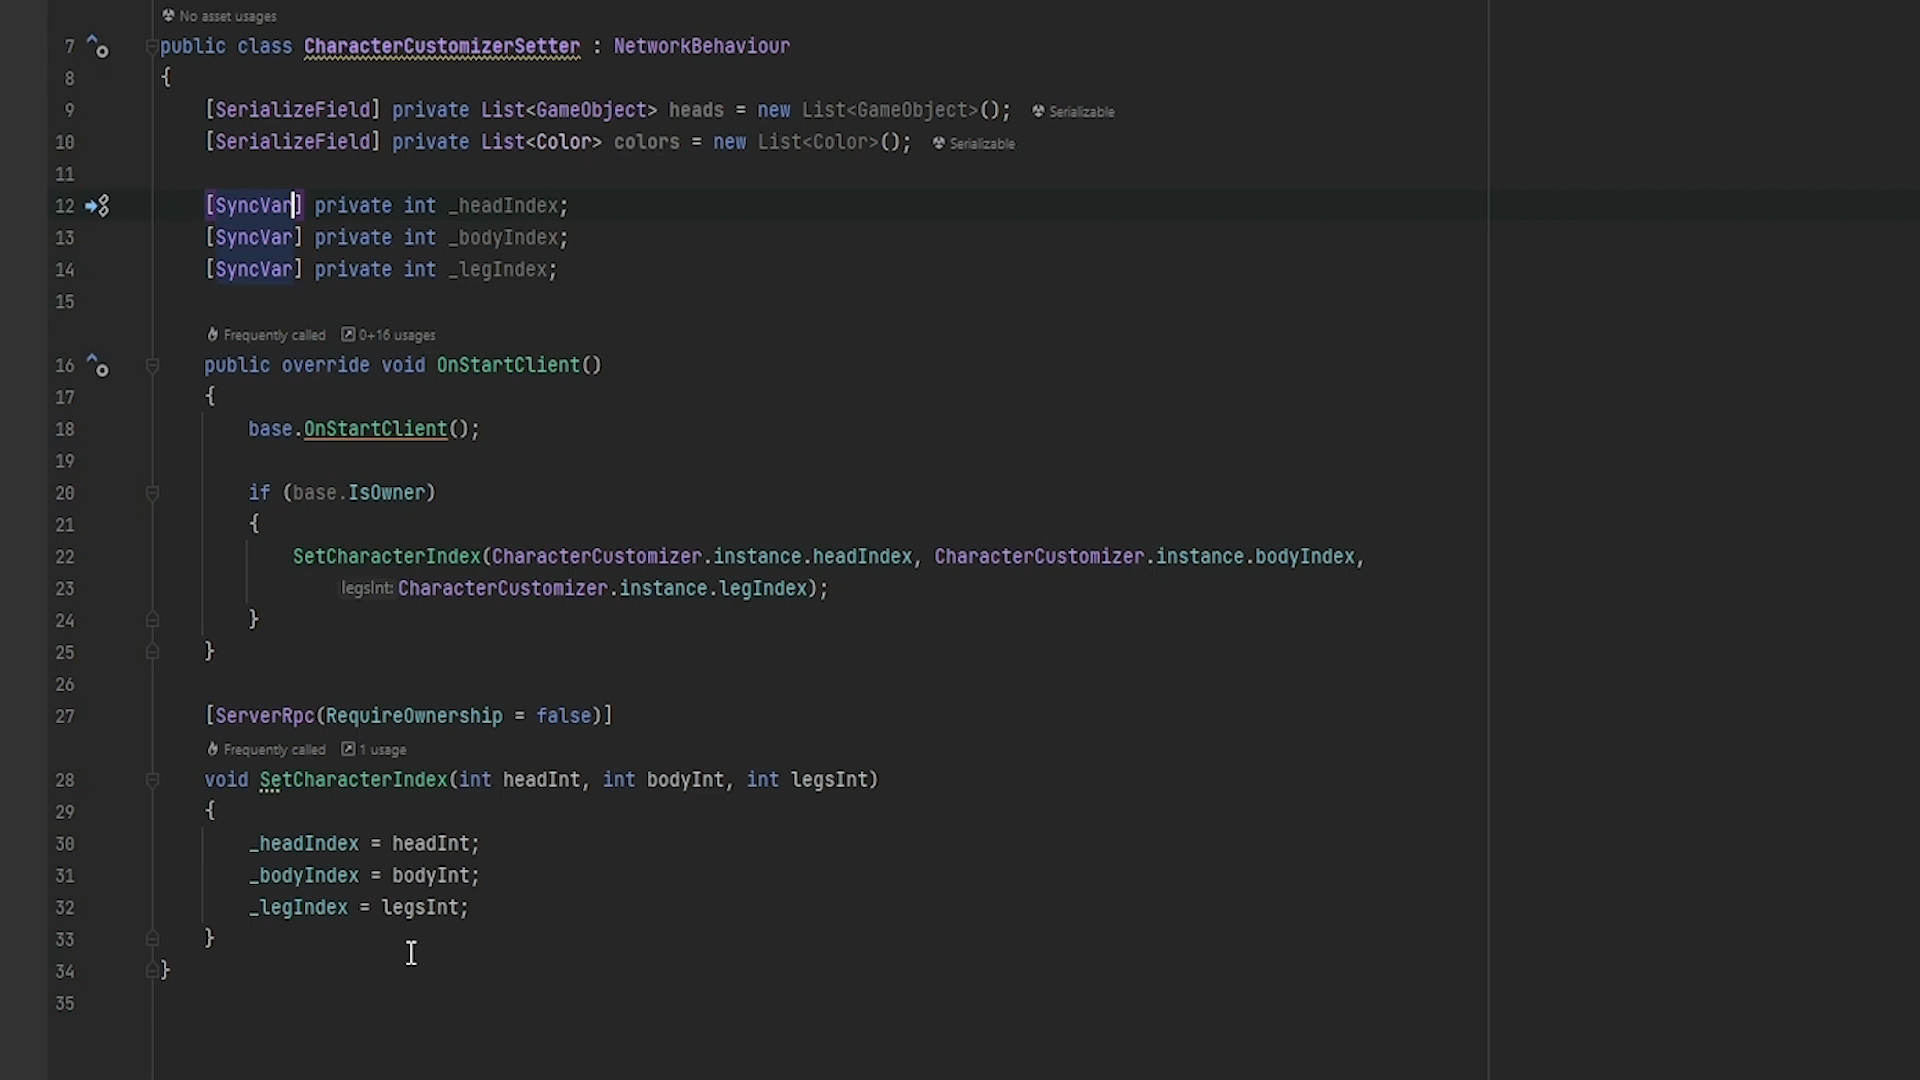 No asset usages
7 public class CharacterCustomizerSetter : NetworkBehaviour
8 {
9 [SerializeField] private List<GameObject> heads = new List<GameObject>(); Serializable
10 [SerializeField] private List<Color> colors = new List<Color>(); Serializable
11
12 [SyncVar] private int _headIndex;
13 [SyncVar] private int _bodyIndex;
14 [SyncVar] private int _legIndex;
15
Frequently called 0+16 usages
16 public override void OnStartClient()
17 {
18 base.OnStartClient();
19
20 if (base.IsOwner)
21 {
22 SetCharacterIndex(CharacterCustomizer.instance.headIndex, CharacterCustomizer.instance.bodyIndex,
23 legsInt: CharacterCustomizer.instance.legIndex);
24 }
25 }
26
27 [ServerRpc(RequireOwnership = false)]
Frequently called 1 usage
28 void SetCharacterIndex(int headInt, int bodyInt, int legsInt)
29 {
30 _headIndex = headInt;
31 _bodyIndex = bodyInt;
32 _legIndex = legsInt;
33 }
34 }
35